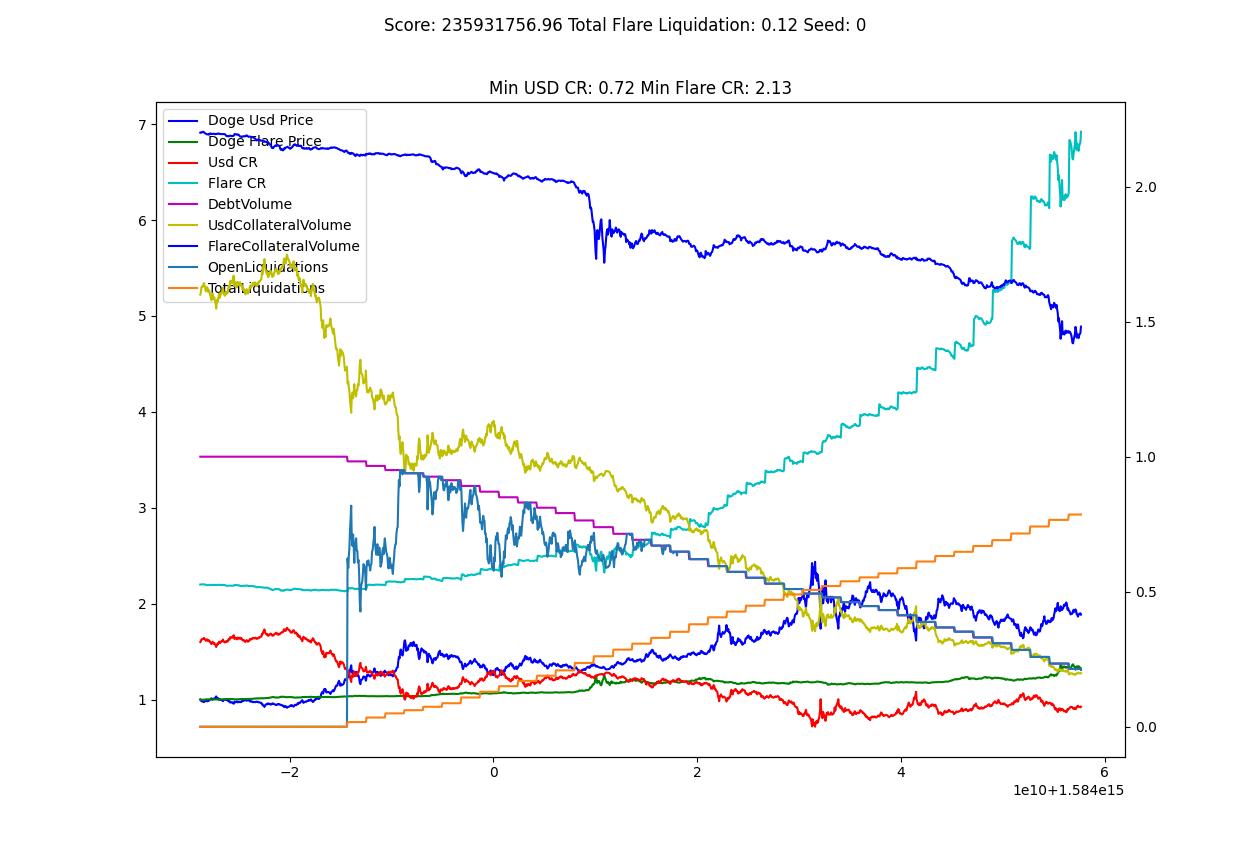 Score: 235931756.96 Total Flare Liquidation: 0.12 Seed: 0
Min USD CR: 0.72 Min Flare CR: 2.13
Doge Usd Price
Doge Flare Price
Usd CR
Flare CR
DebtVolume
UsdCollateralVolume
FlareCollateralVolume
OpenLiquidations
TotalLiquidations
7
6
5
4
3
2
1
2.0
1.5
1.0
0.5
0.0
−2
0
2
4
6
1e10+1.584e15